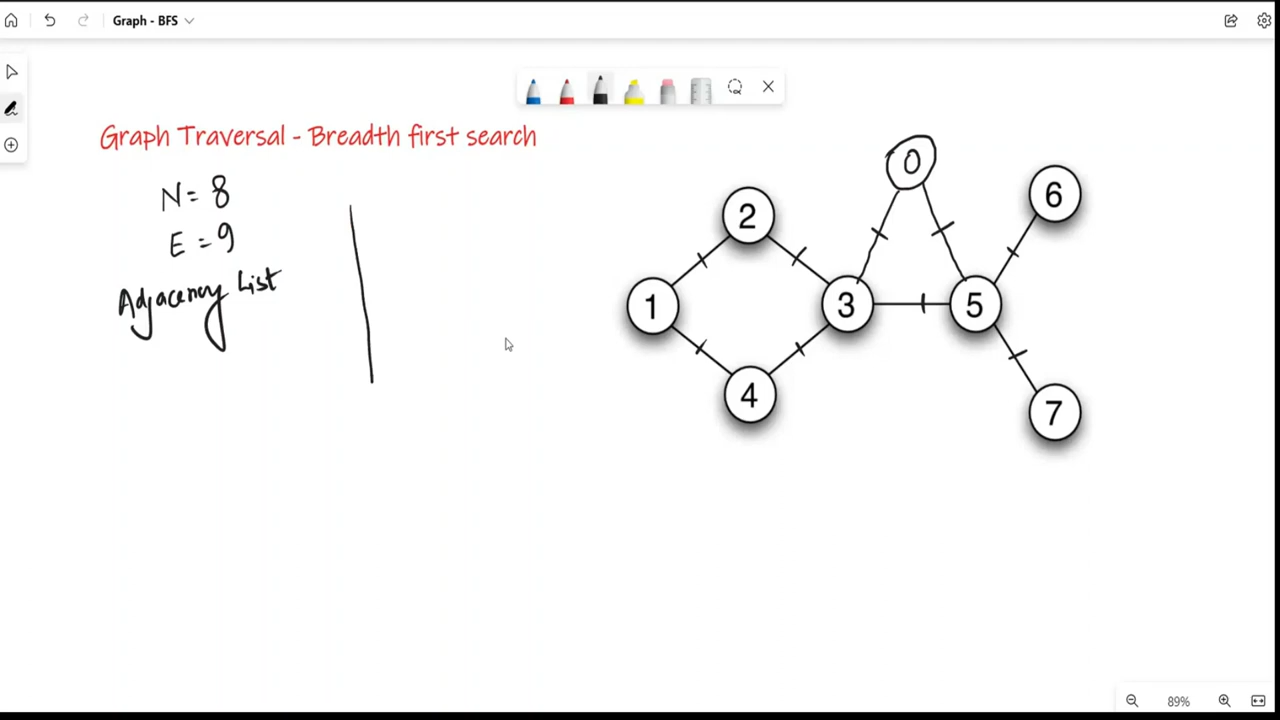 Graph - BFS
Graph Traversal - Breadth first search
N = 8
E = 9
Adjacency List
0
2
6
1
3
5
4
7
89%